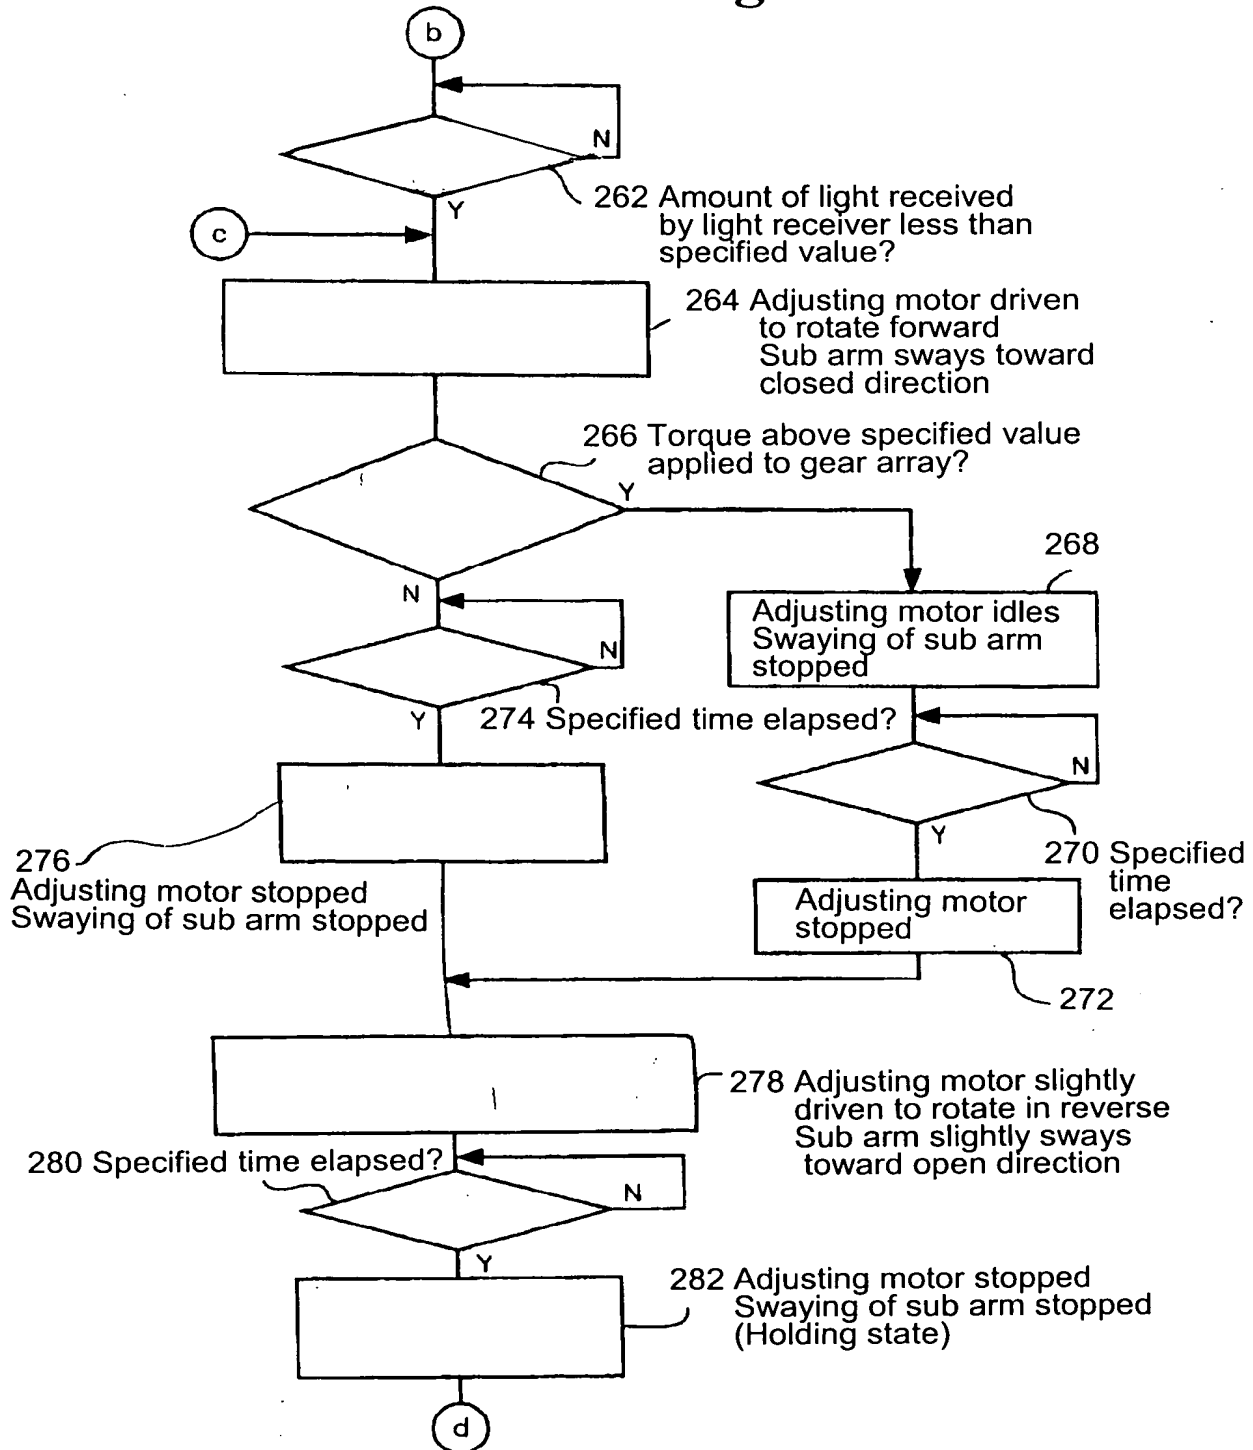 b
N
262 Amount of light received
by light receiver less than
specified value?
Y
c
264 Adjusting motor driven
to rotate forward
Sub arm sways toward
closed direction
266 Torque above specified value
applied to gear array?
Y
268
N
Adjusting motor idles
Swaying of sub arm
stopped
N
274 Specified time elapsed?
Y
N
Y
270 Specified
time
elapsed?
276
Adjusting motor stopped
Swaying of sub arm stopped
Adjusting motor
stopped
272
278 Adjusting motor slightly
driven to rotate in reverse
Sub arm slightly sways
toward open direction
280 Specified time elapsed?
N
Y
282 Adjusting motor stopped
Swaying of sub arm stopped
(Holding state)
d